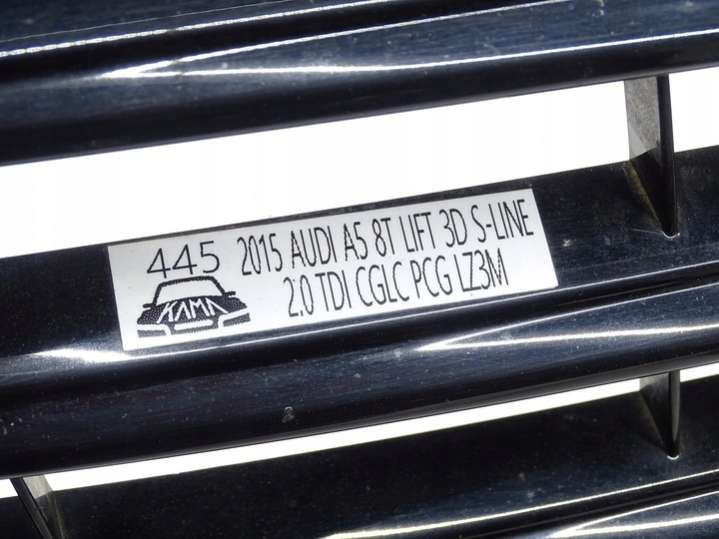 445 2015 AUDI A5 8T LIFT 3D S-LINE
KAMA 2.0 TDI CGLC PCG LZ3M